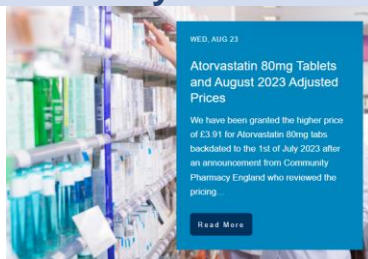 WED, AUG 23
Atorvastatin 80mg Tablets
and August 2023 Adjusted
Prices
We have been granted the higher price
of £3.91 for Atorvastatin 80mg tabs
backdated to the 1st of July 2023 after
an announcement from Community
Pharmacy England who reviewed the
pricing...
Read More